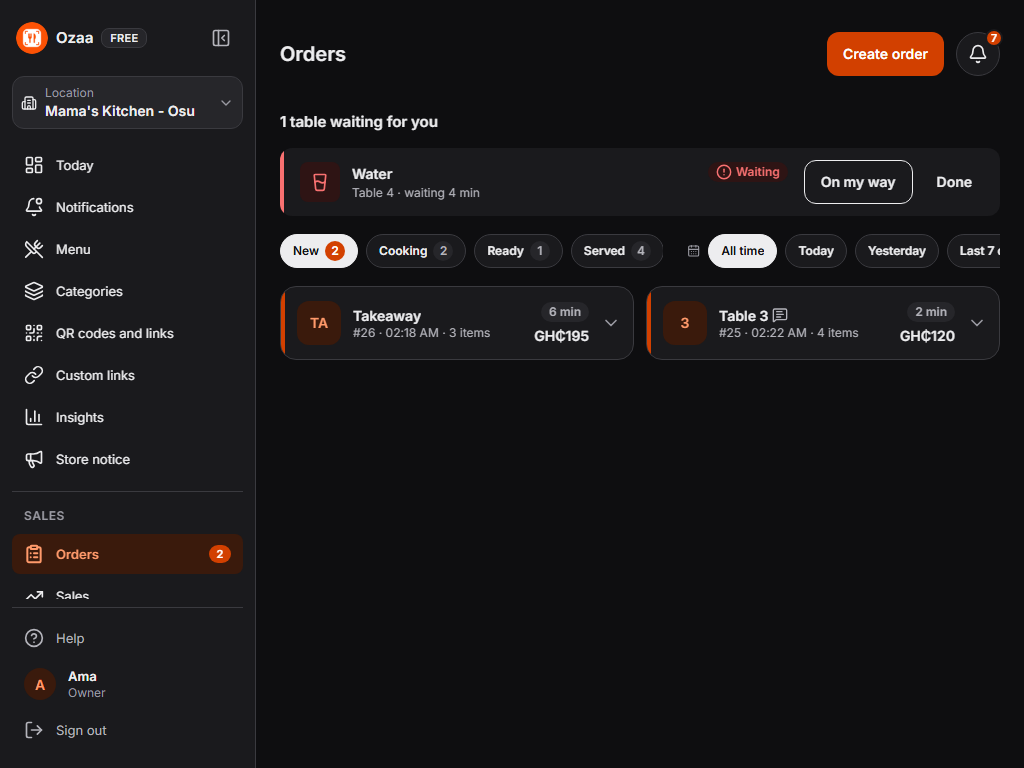 Ozaa FREE
Location
Mama's Kitchen - Osu
Today
Notifications
Menu
Categories
QR codes and links
Custom links
Insights
Store notice
SALES
Orders 2
Sales
Help
A Ama
Owner
Sign out
Orders
Create order
7
1 table waiting for you
Water
Table 4 · waiting 4 min
Waiting
On my way
Done
New 2 Cooking 2 Ready 1 Served 4 All time Today Yesterday Last 7
TA Takeaway
#26 · 02:18 AM · 3 items
6 min
GH₵195
3 Table 3
#25 · 02:22 AM · 4 items
2 min
GH₵120